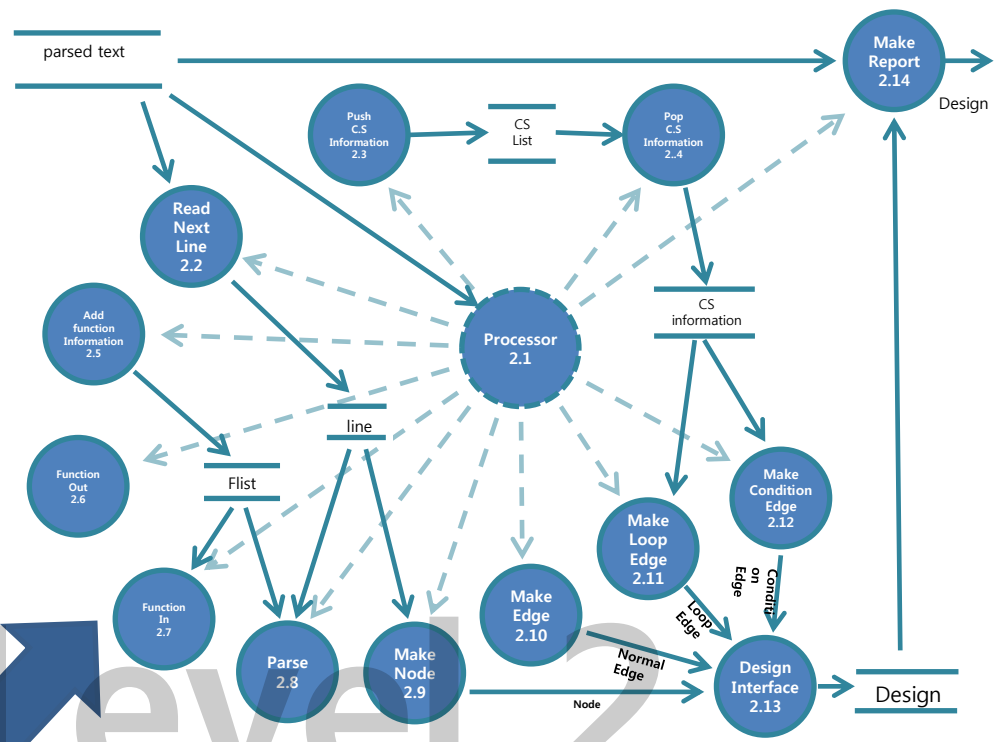 parsed text
Make
Report
2.14
Design
Push
C.S
Information
2.3
CS
List
Pop
C.S
Information
2..4
Read
Next
Line
2.2
CS
information
Add
function
Information
2.5
Processor
2.1
line
Flist
Function
Out
2.6
Make
Condition
Edge
2.12
Make
Loop
Edge
2.11
Conditi
on
Edge
Function
In
2.7
Make
Edge
2.10
Loop
Edge
Normal
Edge
Parse
2.8
Make
Node
2.9
Node
Design
Interface
2.13
Design
Level 2